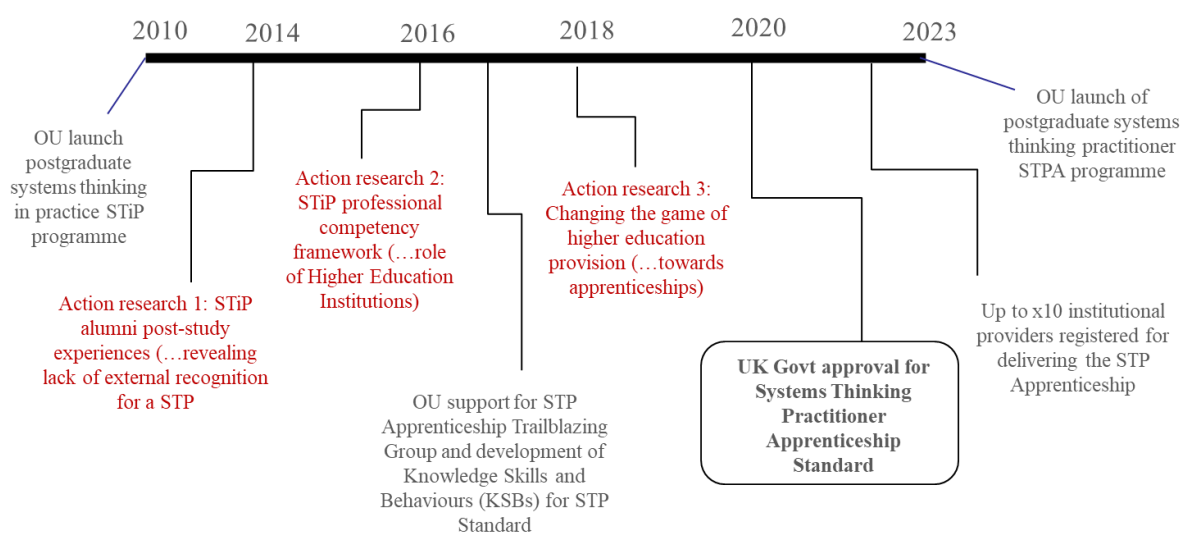 2010
2014
2016
2018
2020
2023
OU launch
postgraduate
systems thinking
in practice STiP
programme
Action research 1: STiP
alumni post-study
experiences (…revealing
lack of external recognition
for a STP
Action research 2:
STiP professional
competency
framework (…role
of Higher Education
Institutions)
OU support for STP
Apprenticeship Trailblazing
Group and development of
Knowledge Skills and
Behaviours (KSBs) for STP
Standard
Action research 3:
Changing the game of
higher education
provision (…towards
apprenticeships)
UK Govt approval for
Systems Thinking
Practitioner
Apprenticeship
Standard
Up to x10 institutional
providers registered for
delivering the STP
Apprenticeship
OU launch of
postgraduate systems
thinking practitioner
STPA programme